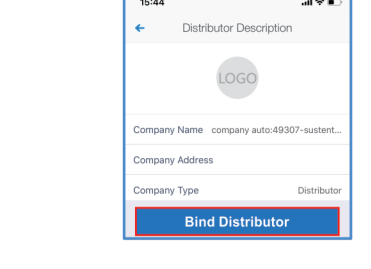 15:44
Distributor Description
LOGO
Company Name company auto:49307-sustent...
Company Address
Company Type Distributor
Bind Distributor